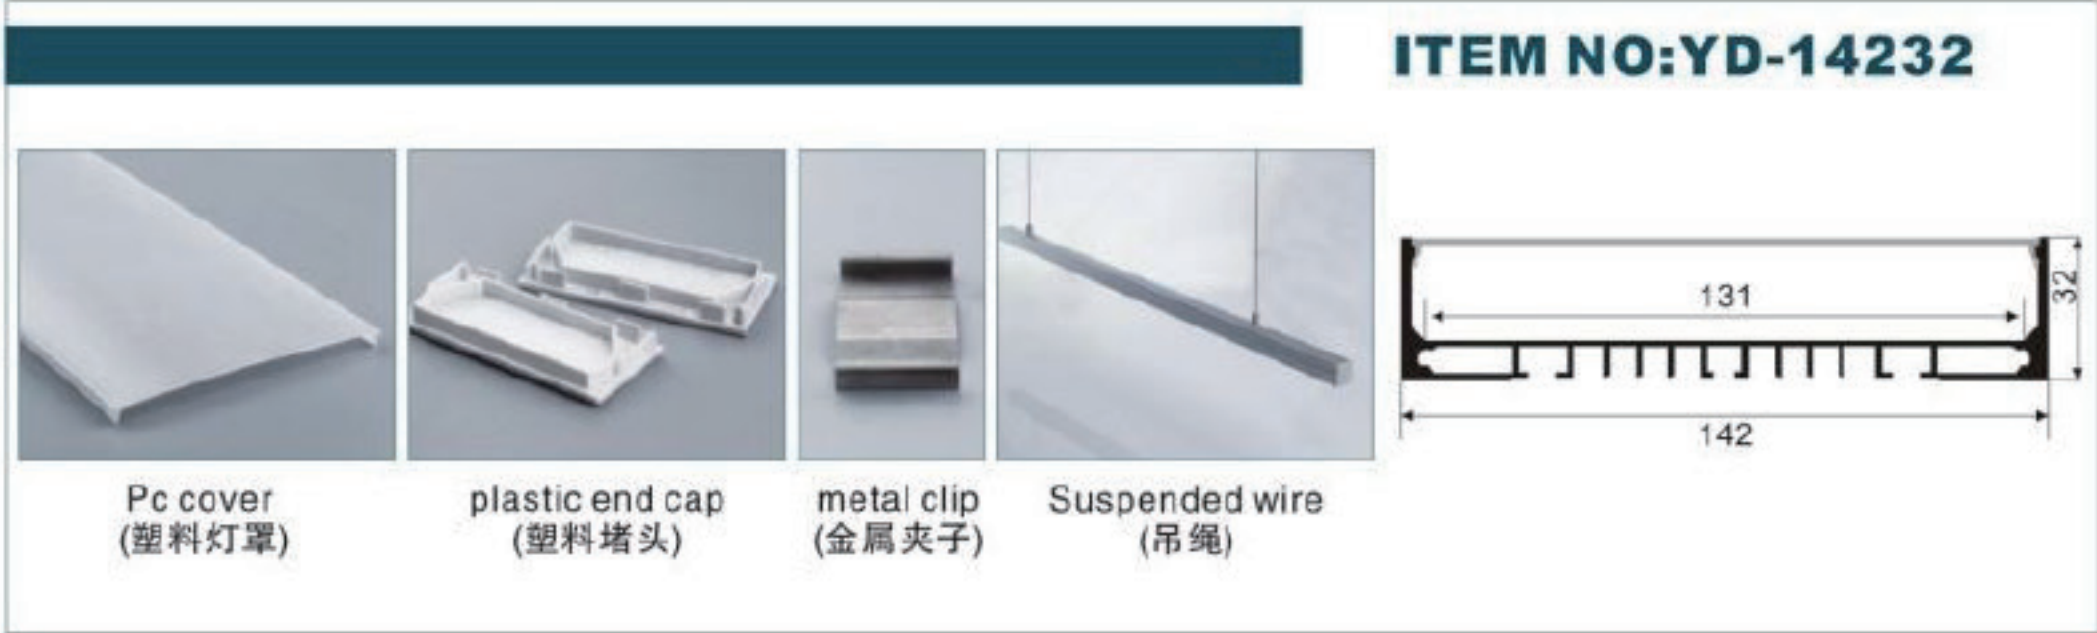 ITEM NO:YD-14232
Pc cover
(塑料灯罩)
plastic end cap
(塑料堵头)
metal clip
(金属夹子)
Suspended wire
(吊绳)
131
32
142